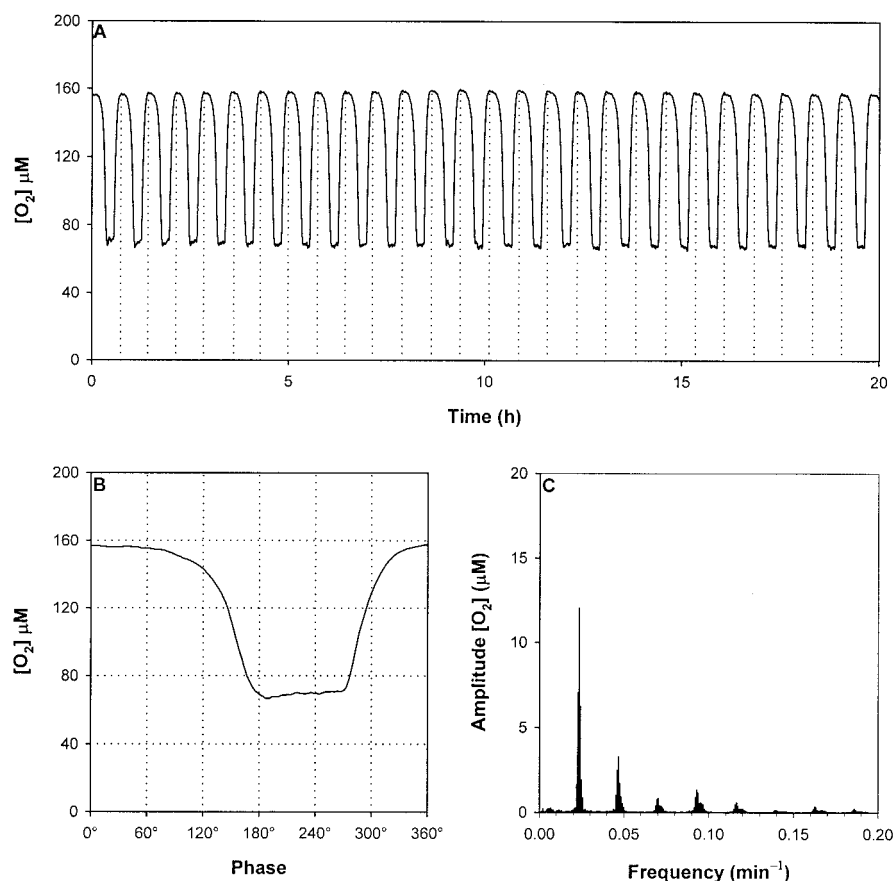 A
200
160
120
80
40
0
[O₂] μM
0 5 10 15 20
Time (h)
B
200
160
120
80
40
0
[O₂] μM
0° 60° 120° 180° 240° 300° 360°
Phase
C
20
15
10
5
0
Amplitude [O₂] (μM)
0.00 0.05 0.10 0.15 0.20
Frequency (min⁻¹)